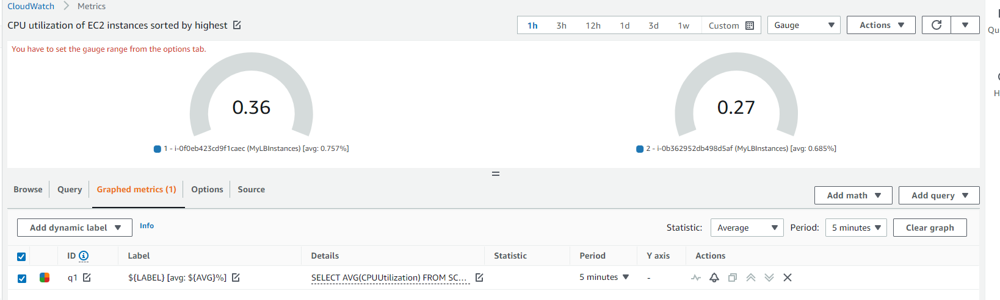 CloudWatch > Metrics
CPU utilization of EC2 instances sorted by highest
1h 3h 12h 1d 3d 1w Custom Gauge Actions
You have to set the gauge range from the options tab.
0.36 0.27
1 - i-0f0eb423cd9f1caec (MyLBInstances) [avg: 0.757%] 2 - i-0b362952db498d5af (MyLBInstances) [avg: 0.685%]
Browse Query Graphed metrics (1) Options Source
Add math Add query
Add dynamic label Info Statistic: Average Period: 5 minutes Clear graph
ID Label Details Statistic Period Y axis Actions
q1 ${LABEL} [avg: ${AVG}%] SELECT AVG(CPUUtilization) FROM SC... 5 minutes -
Qu
H